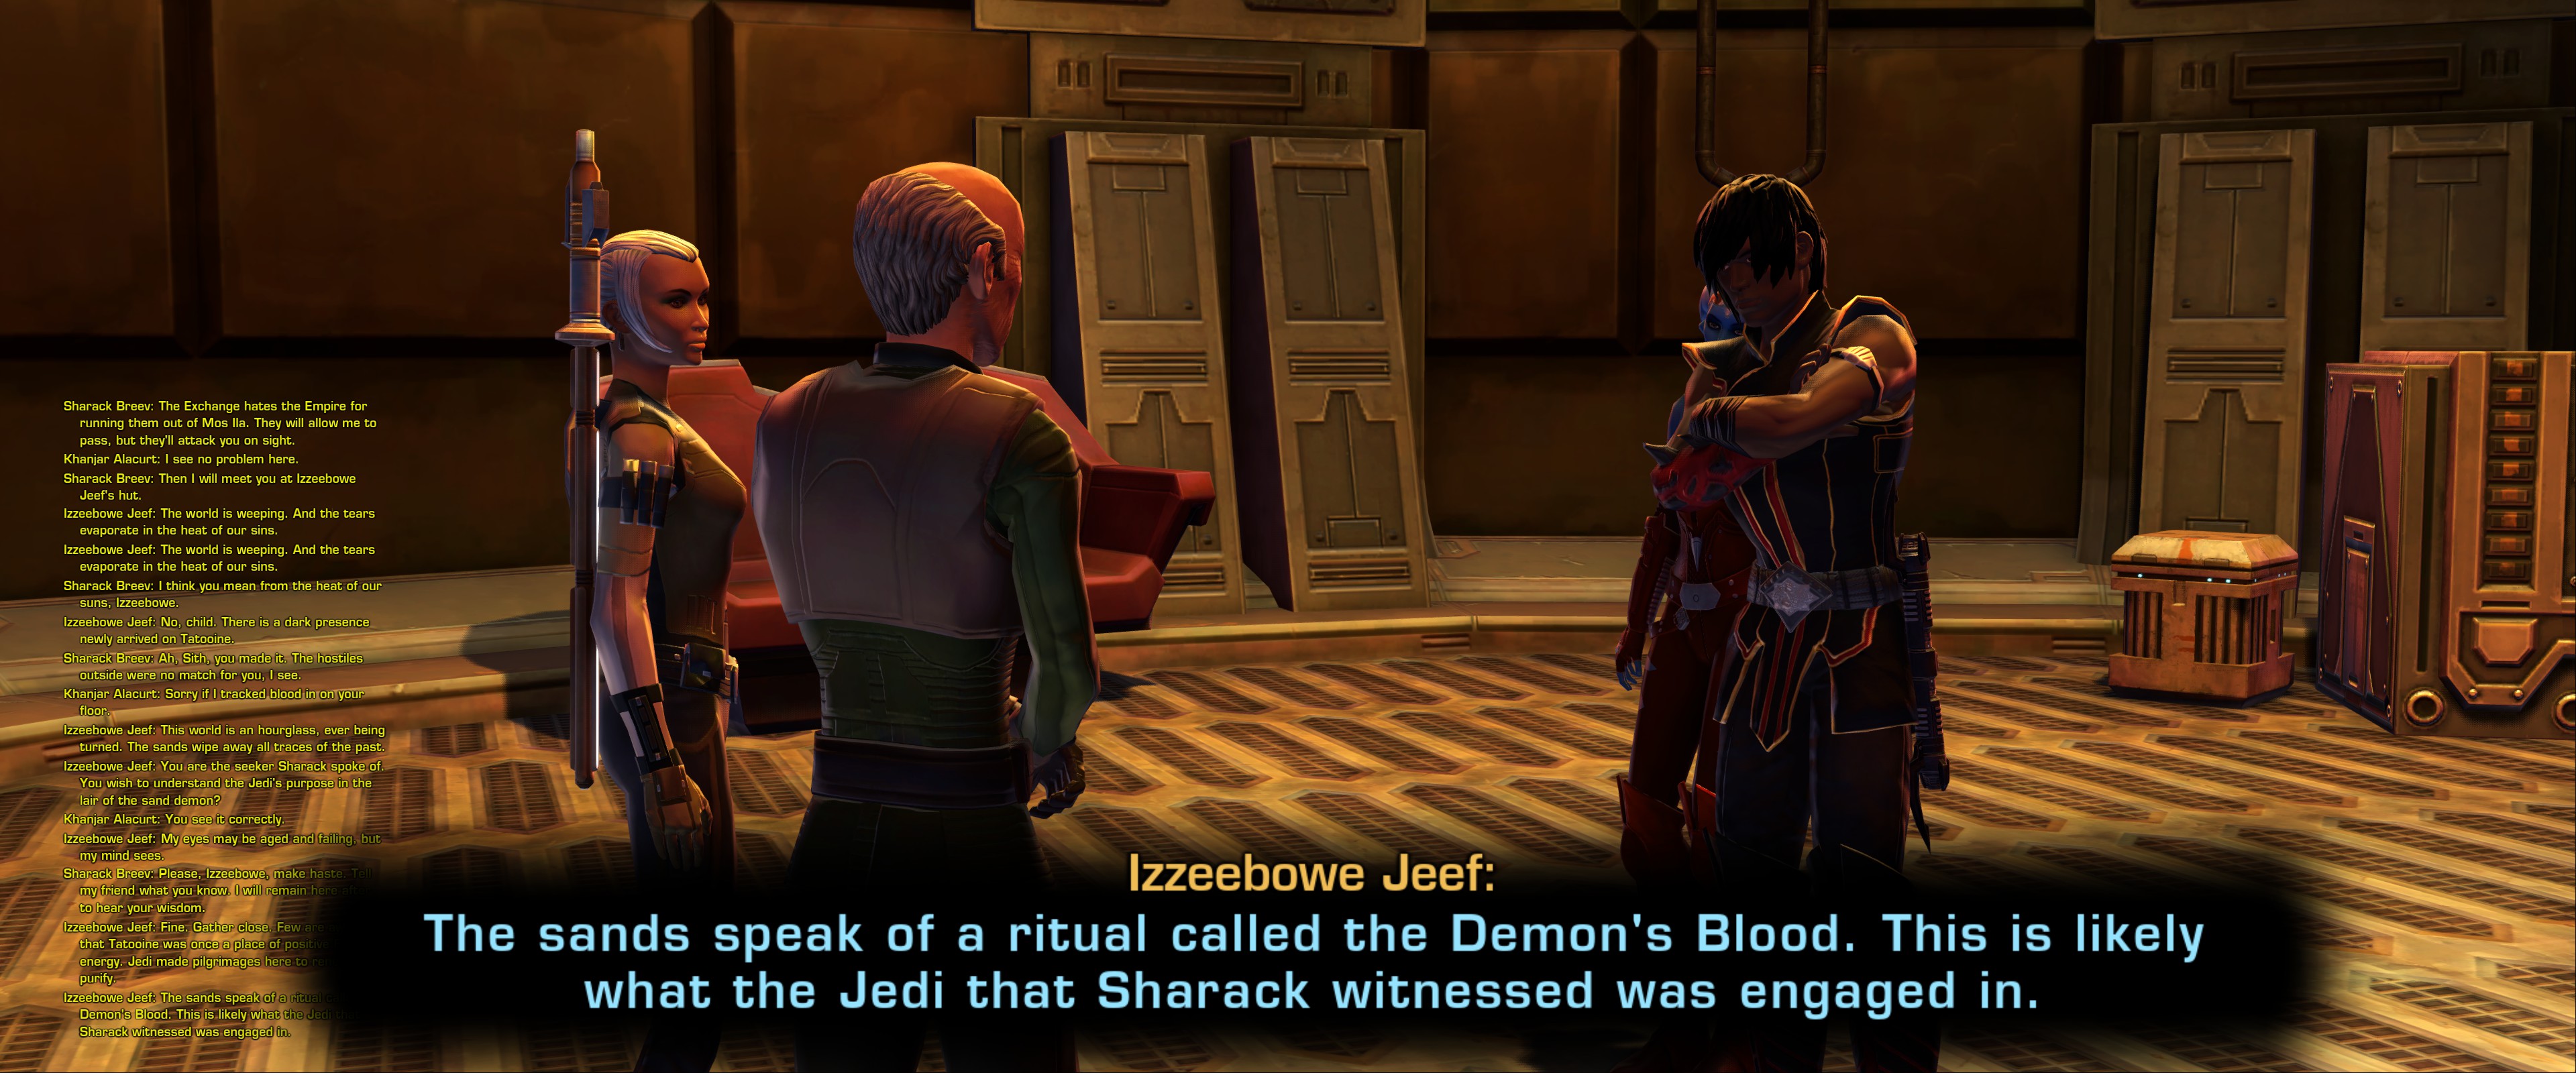 Sharack Breev: The Exchange hates the Empire for
running them out of Mos Ila. They will allow me to
pass, but they'll attack you on sight.
Khanjar Alacurt: I see no problem here.
Sharack Breev: Then I will meet you at Izzeebowe
Jeef's hut.
Izzeebowe Jeef: The world is weeping. And the tears
evaporate in the heat of our sins.
Izzeebowe Jeef: The world is weeping. And the tears
evaporate in the heat of our sins.
Sharack Breev: I think you mean from the heat of our
suns, Izzeebowe.
Izzeebowe Jeef: No, child. There is a dark presence
newly arrived on Tatooine.
Sharack Breev: Ah, Sith, you made it. The hostiles
outside were no match for you, I see.
Khanjar Alacurt: Sorry if I tracked blood in on your
floor.
Izzeebowe Jeef: This world is an hourglass, ever being
turned. The sands wipe away all traces of the past.
Izzeebowe Jeef: You are the seeker Sharack spoke of.
You wish to understand the Jedi's purpose in the
lair of the sand demon?
Khanjar Alacurt: You see it correctly.
Izzeebowe Jeef: My eyes may be aged and failing, but
my mind sees.
Sharack Breev: Please, Izzeebowe, make haste. Tell
my friend what you know. I will remain here
to hear your wisdom.
Izzeebowe Jeef: Fine. Gather close. Few are
that Tatooine was once a place of
energy. Jedi made pilgrimages here to
purify.
Izzeebowe Jeef: The sands speak of a ritual
Demon's Blood. This is likely what the Jedi
Sharack witnessed was engaged in.
Izzeebowe Jeef:
The sands speak of a ritual called the Demon's Blood. This is likely
what the Jedi that Sharack witnessed was engaged in.